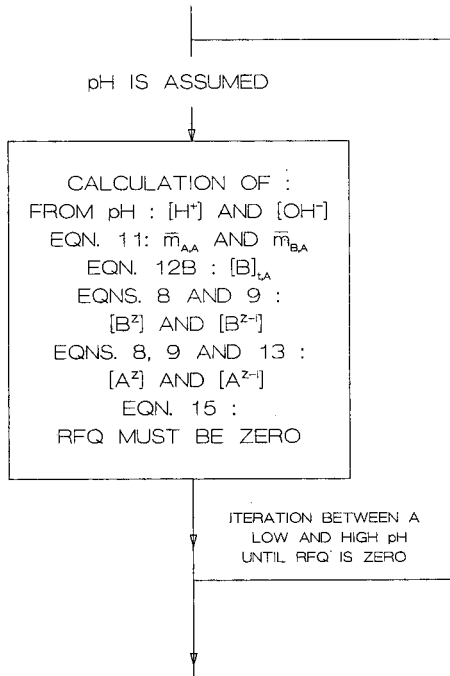 pH IS ASSUMED
CALCULATION OF :
FROM pH : [H⁺] AND [OH⁻]
EQN. 11: m̅A,A AND m̅B,A
EQN. 12B : [B]t,A
EQNS. 8 AND 9 :
[Bᶻ] AND [Bᶻ⁻¹]
EQNS. 8, 9 AND 13 :
[Aᶻ] AND [Aᶻ⁻¹]
EQN. 15 :
RFQ MUST BE ZERO
ITERATION BETWEEN A
LOW AND HIGH pH
UNTIL RFQ IS ZERO